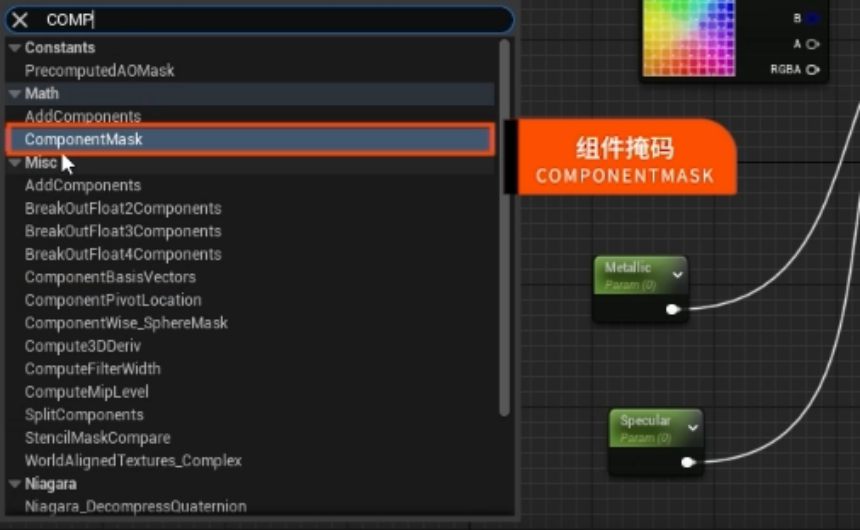 COMP
Constants
PrecomputedAOMask
Math
AddComponents
ComponentMask
Misc
AddComponents
BreakOutFloat2Components
BreakOutFloat3Components
BreakOutFloat4Components
ComponentBasisVectors
ComponentPivotLocation
ComponentWise_SphereMask
Compute3DDeriv
ComputeFilterWidth
ComputeMipLevel
SplitComponents
StencilMaskCompare
WorldAlignedTextures_Complex
Niagara
Niagara_DecompressQuaternion
B
A
RGBA
组件掩码
COMPONENTMASK
Metallic
Param (0)
Specular
Param (0)